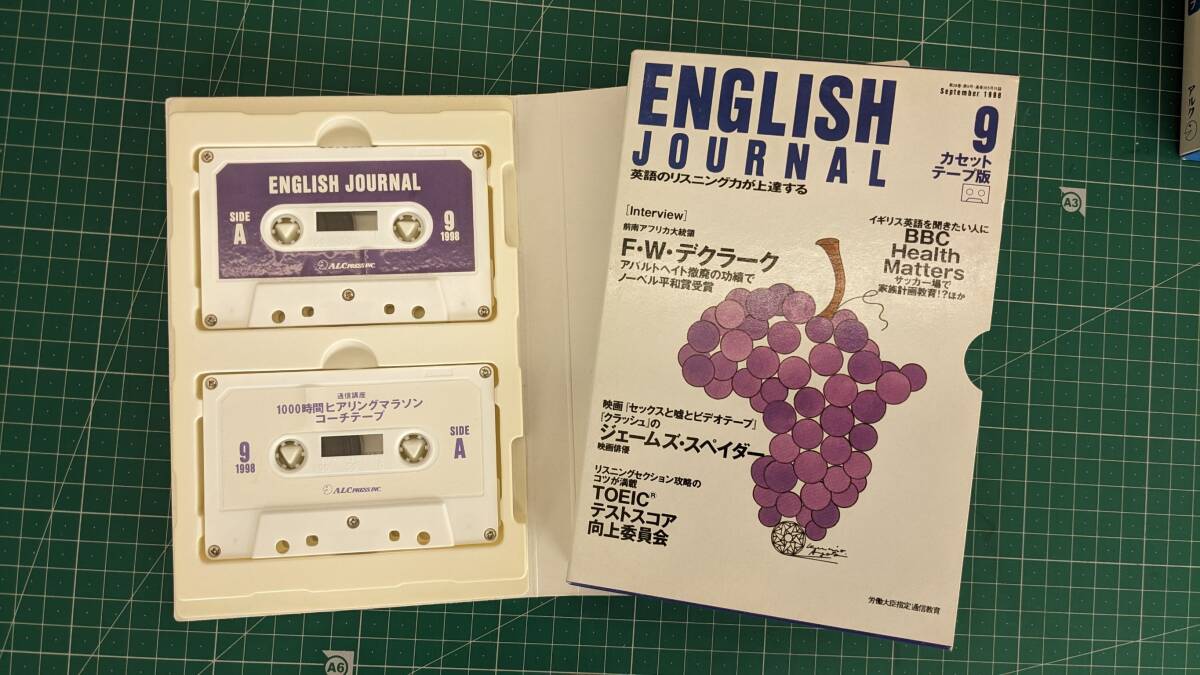 ENGLISH JOURNAL
SIDE
A
9
1998
ALC PRESS INC.
通信講座
1000時間ヒアリングマラソン
コーチテープ
9
1998
SIDE
A
ALC PRESS INC.
ENGLISH
JOURNAL
英語のリスニング力が上達する
September 1998
9
カセット
テープ版
[Interview]
前南アフリカ大統領
F・W・デクラーク
アパルトヘイト撤廃の功績で
ノーベル平和賞受賞
イギリス英語を聞きたい人に
BBC
Health
Matters
サッカー場で
家族計画教育!?ほか
映画「セックスと嘘とビデオテープ」
「クラッシュ」の
ジェームズ・スペイダー
映画俳優
リスニングセクション攻略の
コツが満載
TOEIC®
テストスコア
向上委員会
労働大臣指定通信教育
アルク
A3
A6